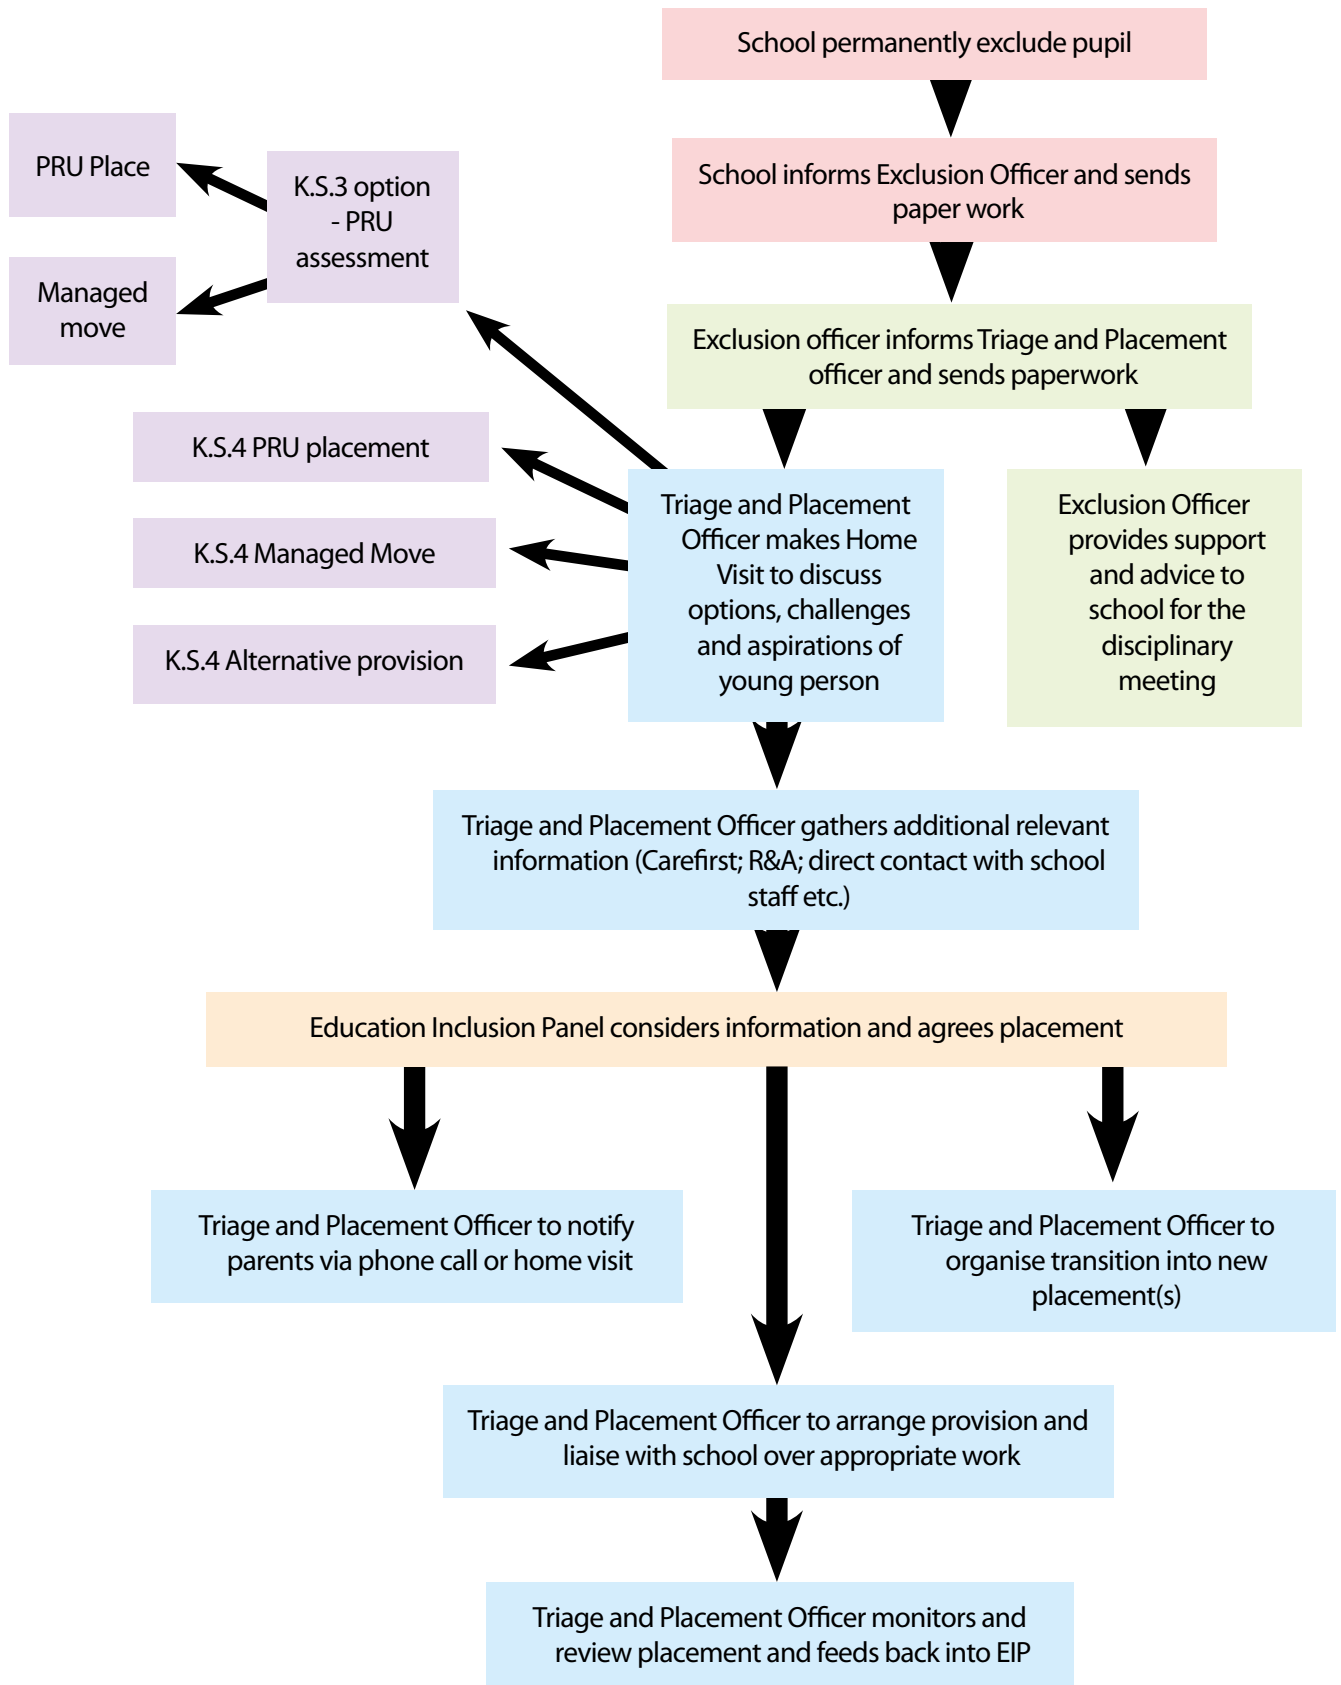 School permanently exclude pupil
School informs Exclusion Officer and sends
paper work
PRU Place
K.S.3 option
- PRU
assessment
Managed
move
Exclusion officer informs Triage and Placement
officer and sends paperwork
K.S.4 PRU placement
K.S.4 Managed Move
K.S.4 Alternative provision
Triage and Placement
Officer makes Home
Visit to discuss
options, challenges
and aspirations of
young person
Exclusion Officer
provides support
and advice to
school for the
disciplinary
meeting
Triage and Placement Officer gathers additional relevant
information (Carefirst; R&A; direct contact with school
staff etc.)
Education Inclusion Panel considers information and agrees placement
Triage and Placement Officer to notify
parents via phone call or home visit
Triage and Placement Officer to
organise transition into new
placement(s)
Triage and Placement Officer to arrange provision and
liaise with school over appropriate work
Triage and Placement Officer monitors and
review placement and feeds back into EIP